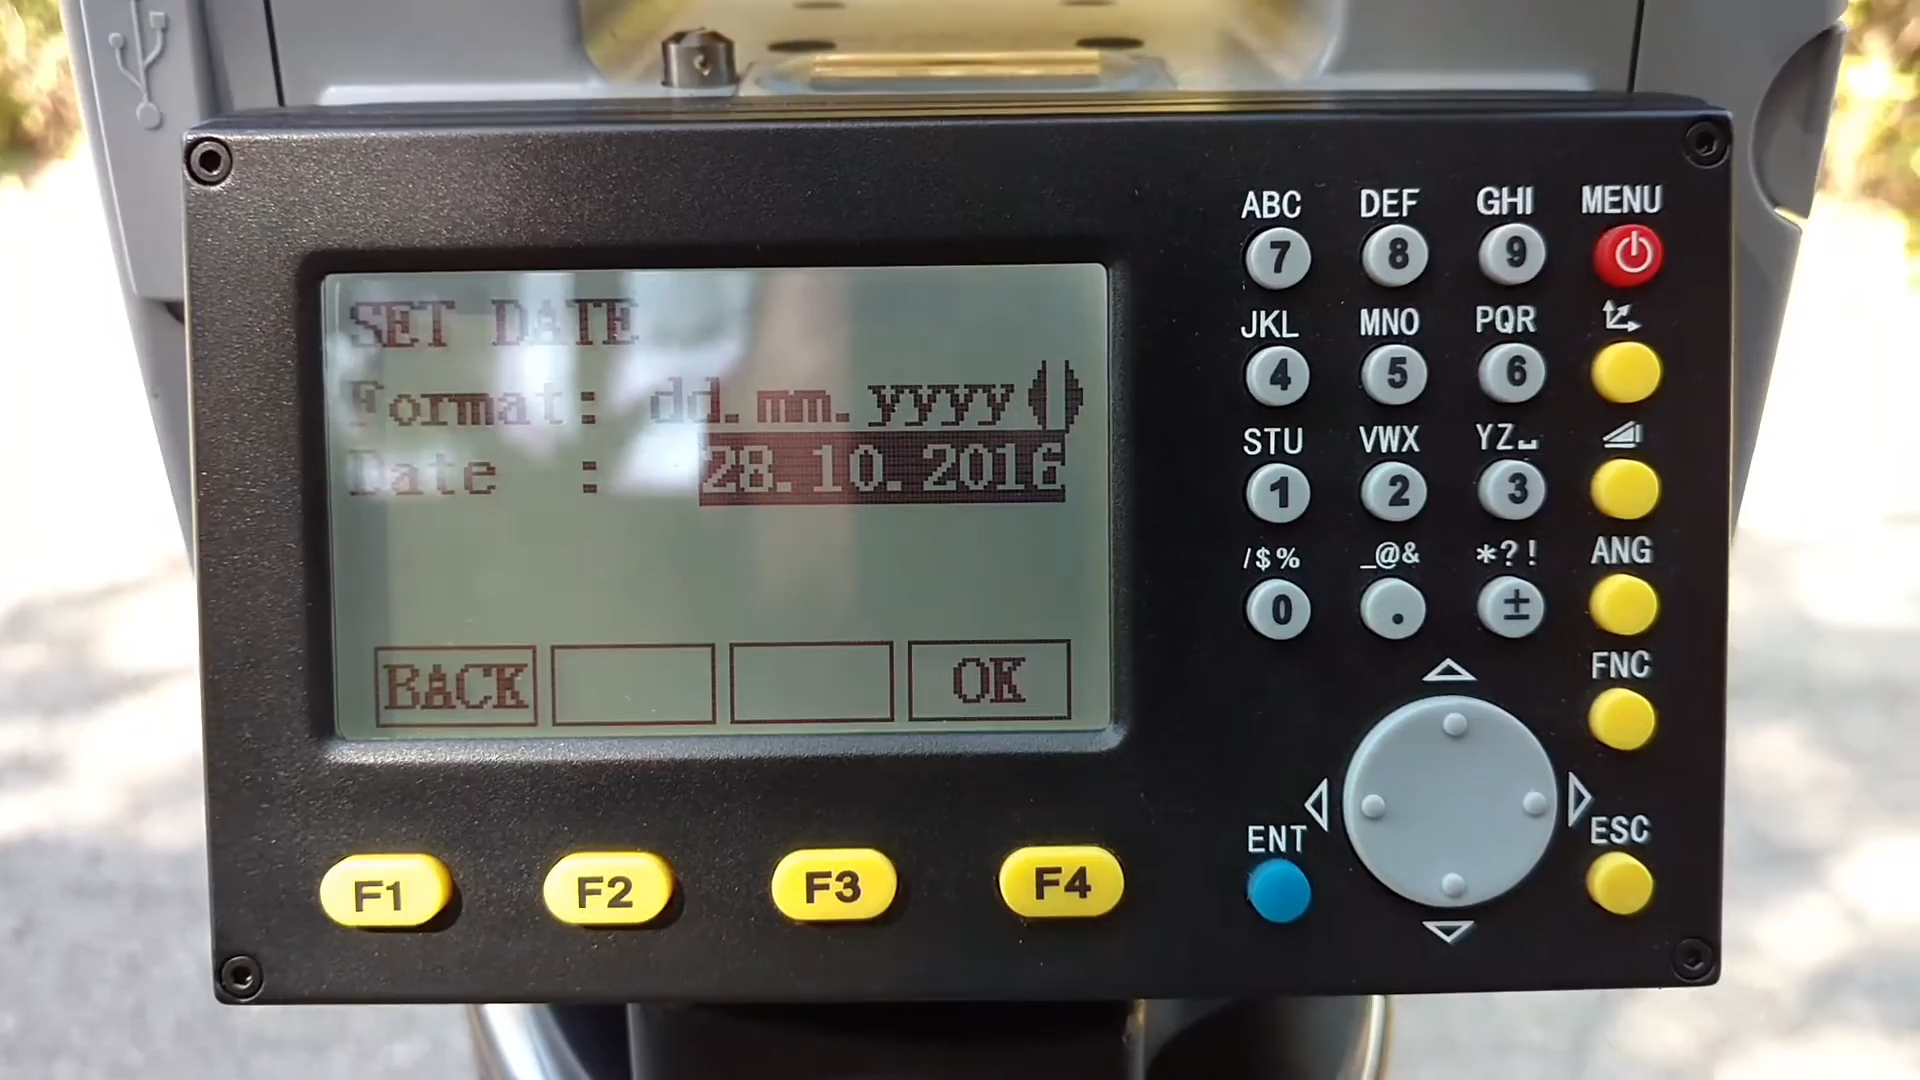 SET DATE
Format: dd.mm.yyyy
Date : 28.10.2016
BACK OK
F1 F2 F3 F4
ABC DEF GHI MENU
7 8 9
JKL MNO PQR
4 5 6
STU VWX YZ␣
1 2 3
/$% _@& *?! ANG
0 . ±
FNC
ENT ESC